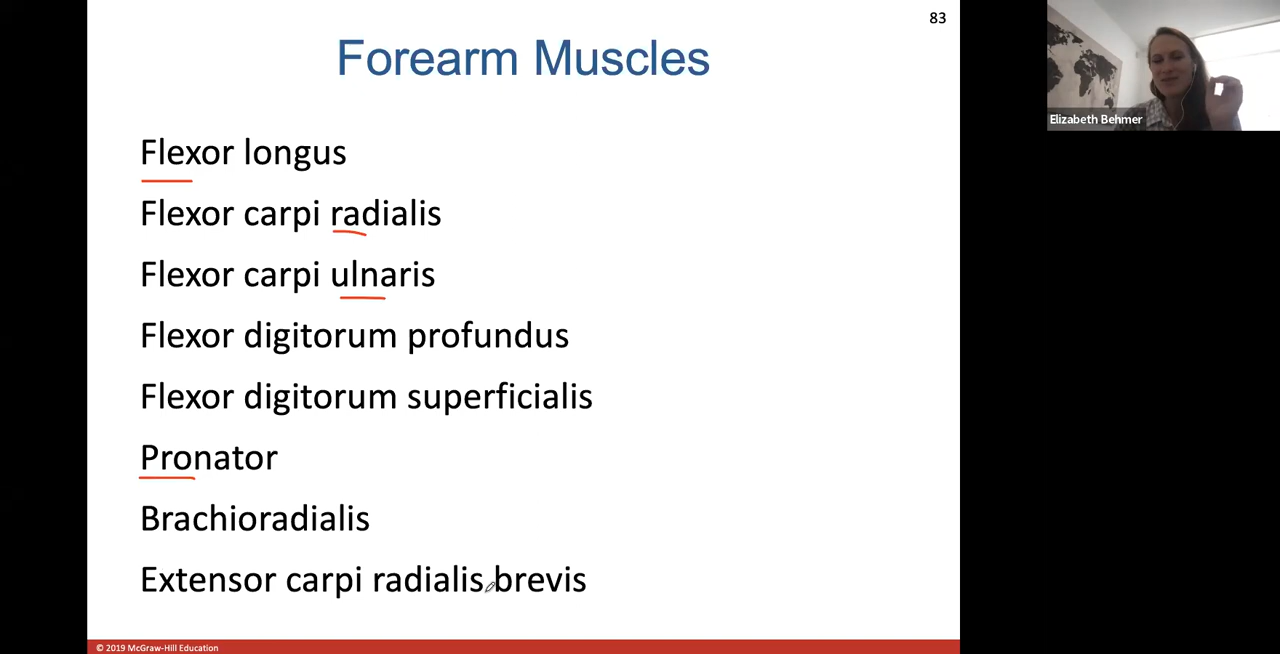 83
Forearm Muscles
Elizabeth Behmer
Flexor longus
Flexor carpi radialis
Flexor carpi ulnaris
Flexor digitorum profundus
Flexor digitorum superficialis
Pronator
Brachioradialis
Extensor carpi radialis brevis
© 2019 McGraw-Hill Education